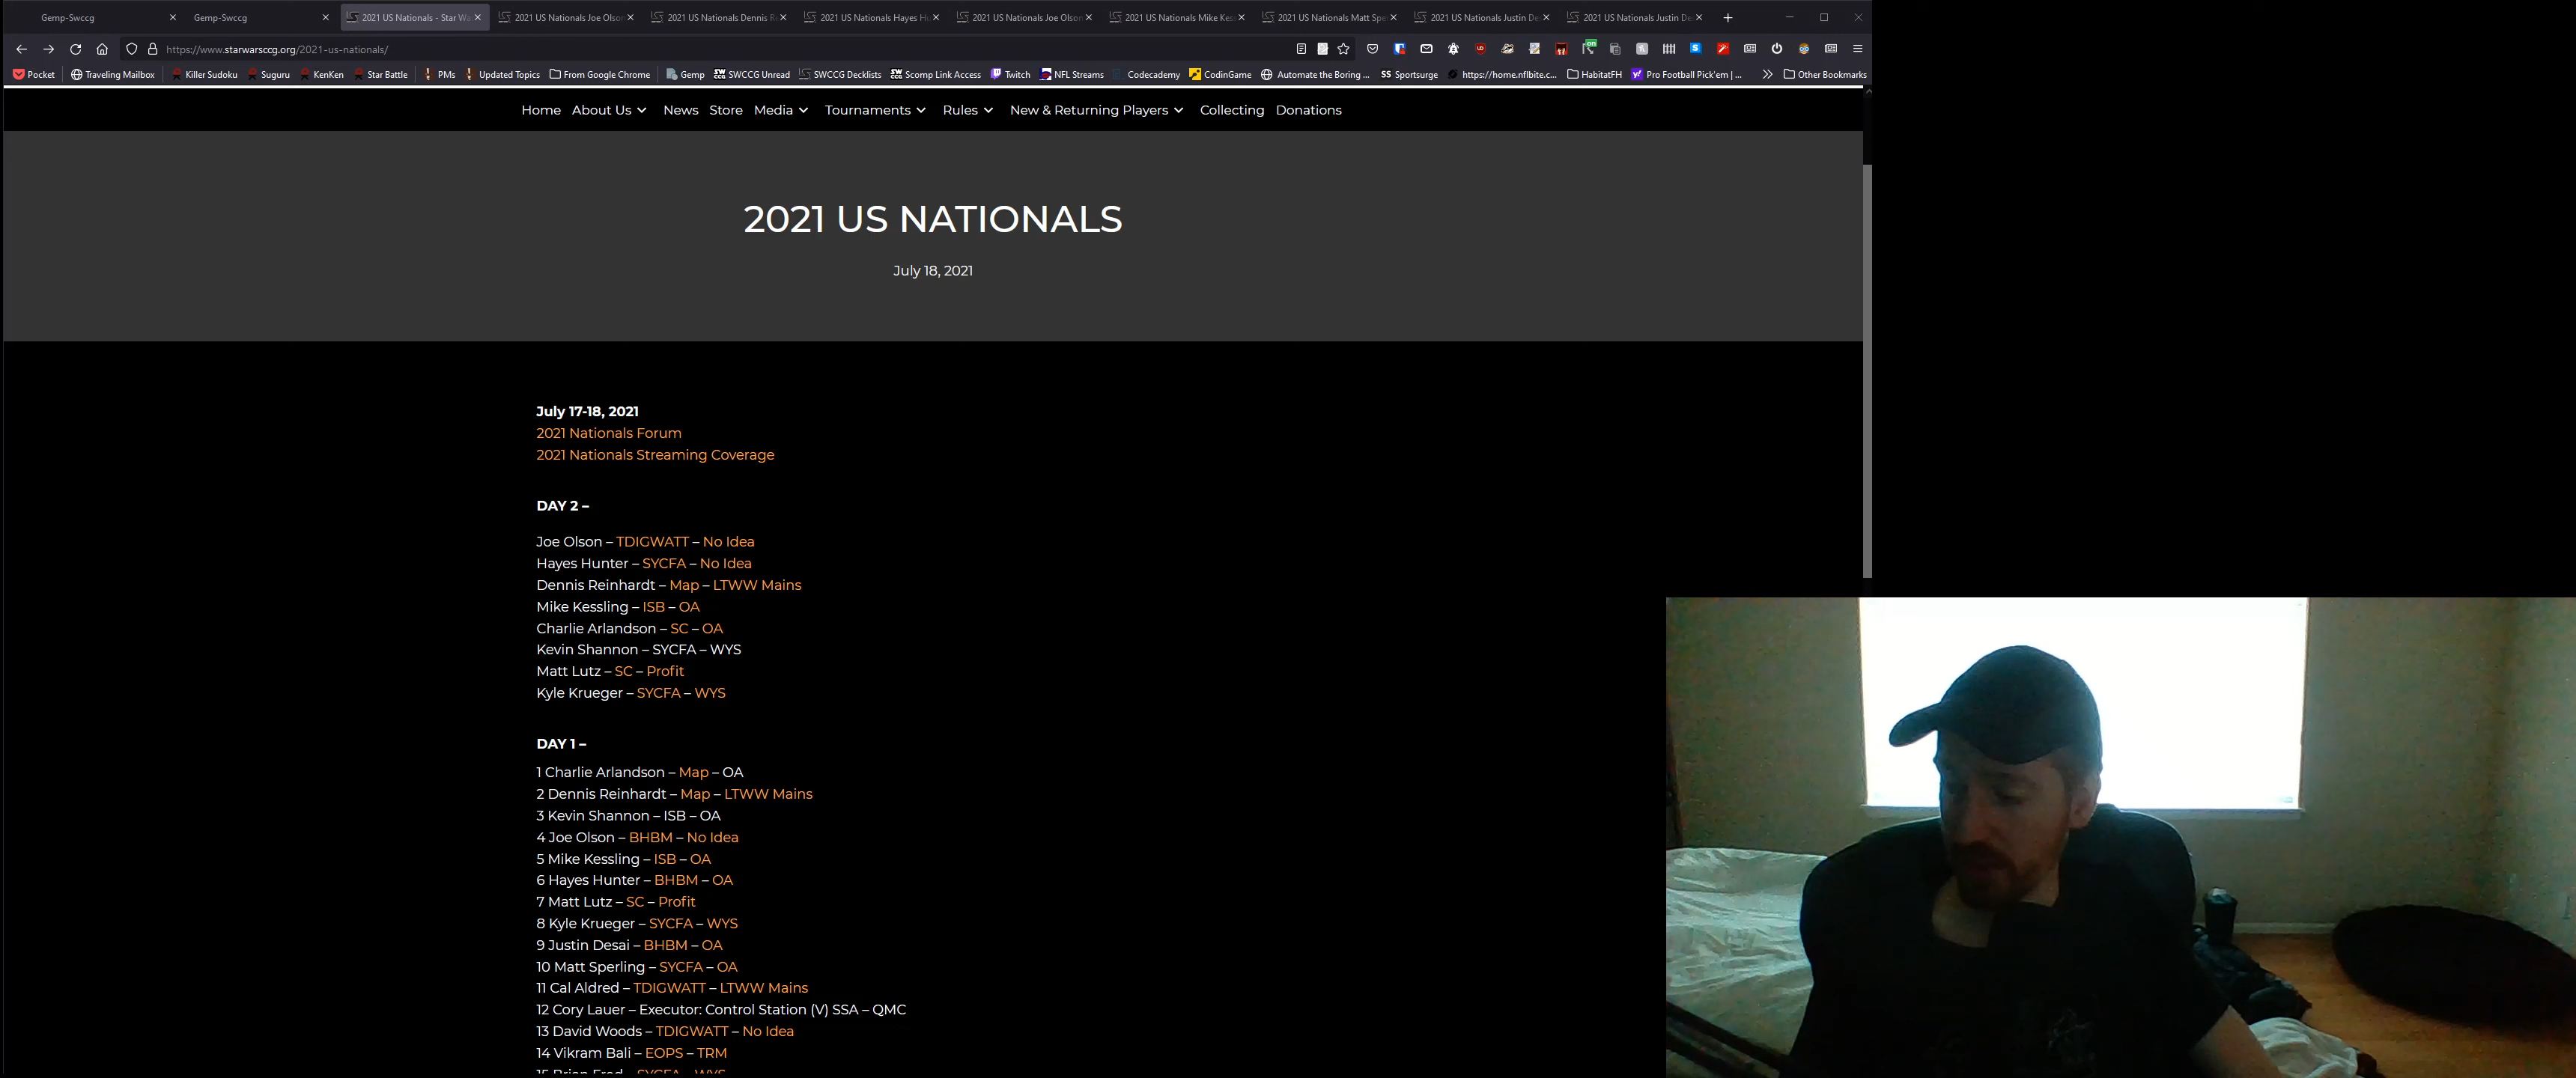 Gemp-Swccg
Gemp-Swccg
2021 US Nationals - Star Wa
2021 US Nationals Joe Olson
2021 US Nationals Dennis R
2021 US Nationals Hayes H
2021 US Nationals Joe Olson
2021 US Nationals Mike Kes
2021 US Nationals Matt Spe
2021 US Nationals Justin De
2021 US Nationals Justin De
https://www.starwarsccg.org/2021-us-nationals/
on
Pocket
Traveling Mailbox
Killer Sudoku
Suguru
KenKen
Star Battle
PMs
Updated Topics
From Google Chrome
Gemp
SWCCG Unread
SWCCG Decklists
Scomp Link Access
Twitch
NFL Streams
Codecademy
CodinGame
Automate the Boring ...
Sportsurge
https://home.nflbite.c...
HabitatFH
Pro Football Pick'em | ...
Other Bookmarks
Home About Us News Store Media Tournaments Rules New & Returning Players Collecting Donations
2021 US NATIONALS
July 18, 2021
July 17-18, 2021
2021 Nationals Forum
2021 Nationals Streaming Coverage
DAY 2 –
Joe Olson – TDIGWATT – No Idea
Hayes Hunter – SYCFA – No Idea
Dennis Reinhardt – Map – LTWW Mains
Mike Kessling – ISB – OA
Charlie Arlandson – SC – OA
Kevin Shannon – SYCFA – WYS
Matt Lutz – SC – Profit
Kyle Krueger – SYCFA – WYS
DAY 1 –
1 Charlie Arlandson – Map – OA
2 Dennis Reinhardt – Map – LTWW Mains
3 Kevin Shannon – ISB – OA
4 Joe Olson – BHBM – No Idea
5 Mike Kessling – ISB – OA
6 Hayes Hunter – BHBM – OA
7 Matt Lutz – SC – Profit
8 Kyle Krueger – SYCFA – WYS
9 Justin Desai – BHBM – OA
10 Matt Sperling – SYCFA – OA
11 Cal Aldred – TDIGWATT – LTWW Mains
12 Cory Lauer – Executor: Control Station (V) SSA – QMC
13 David Woods – TDIGWATT – No Idea
14 Vikram Bali – EOPS – TRM
15 Brian Fred – SYCFA – WYS